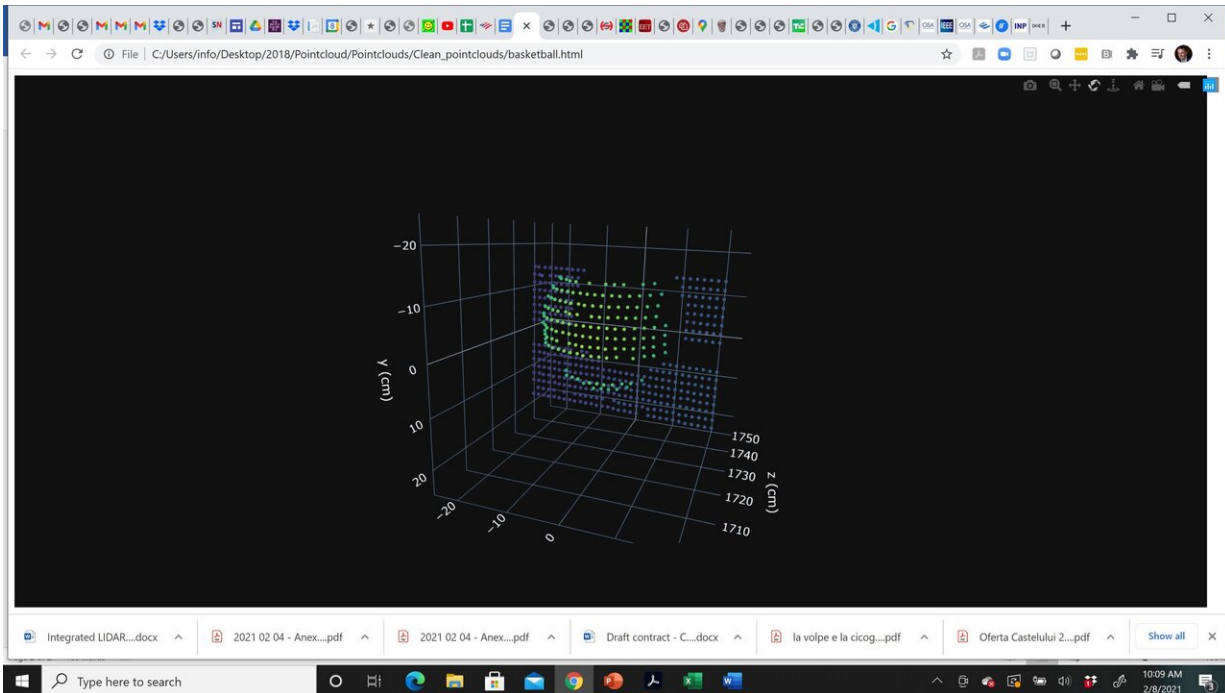 File C:/Users/info/Desktop/2018/Pointcloud/Pointclouds/Clean_pointclouds/basketball.html
−20
−10
0
10
20
y (cm)
−20
−10
0
1750
1740
1730
1720
1710
z (cm)
Integrated LIDAR....docx
2021 02 04 - Anex....pdf
2021 02 04 - Anex....pdf
Draft contract - C....docx
la volpe e la cicog....pdf
Oferta Castelului 2....pdf
Show all
Type here to search
10:09 AM
2/8/2021